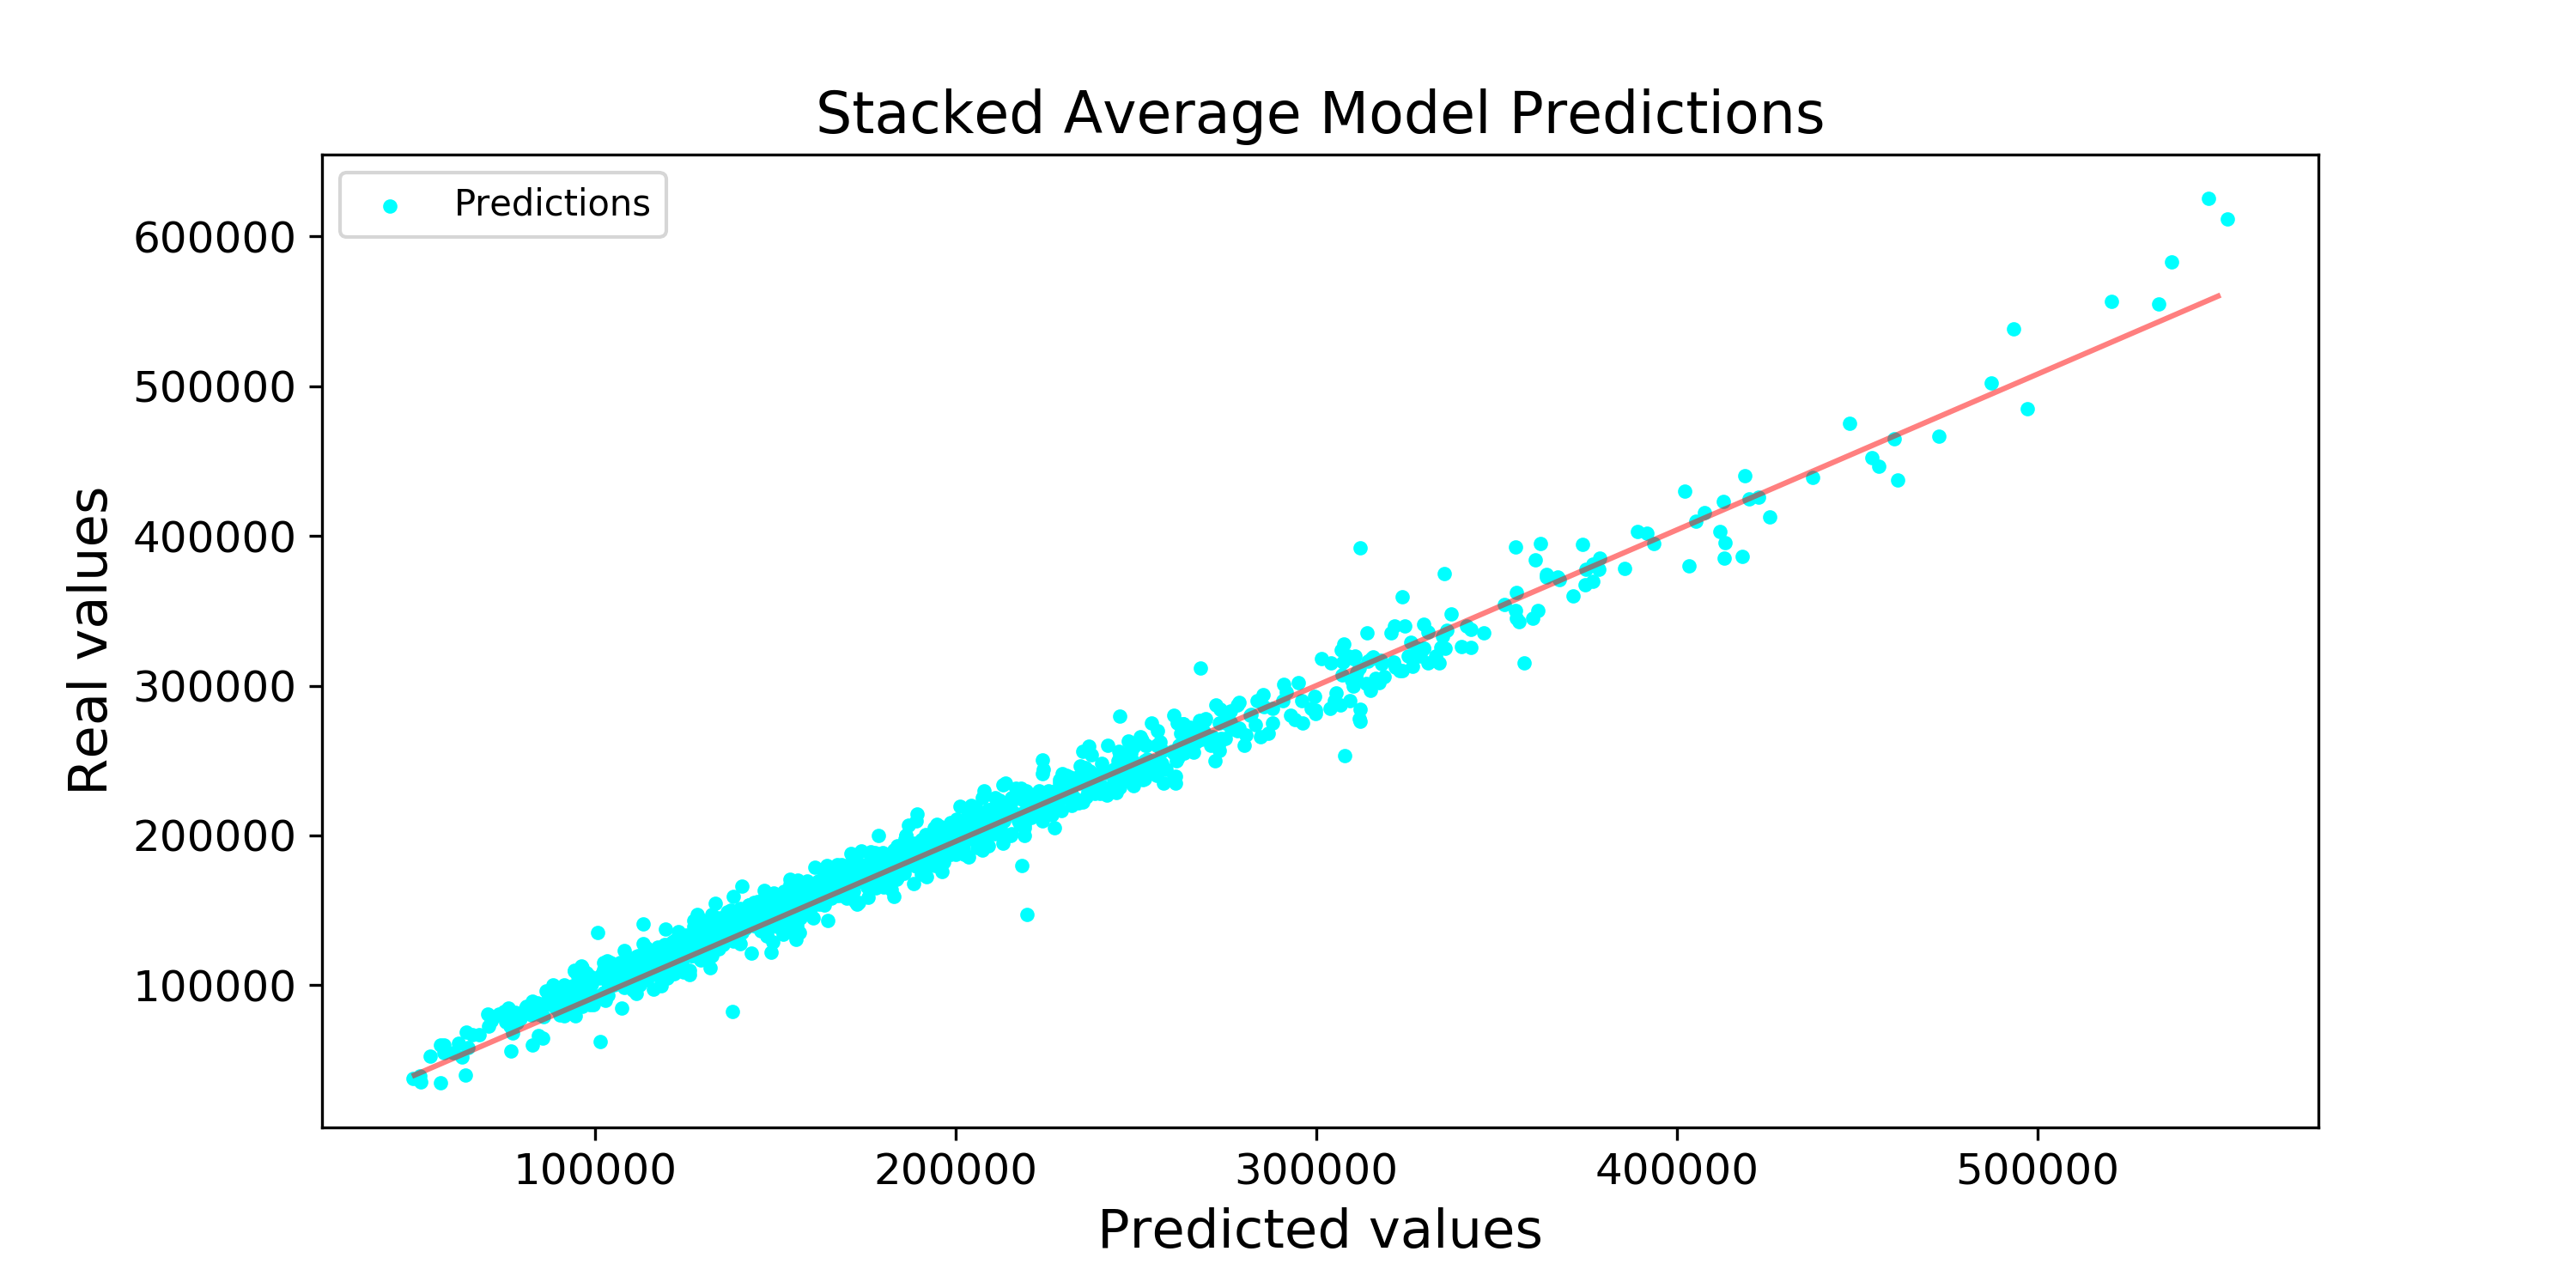 Stacked Average Model Predictions
Predictions
600000
500000
400000
300000
200000
100000
Real values
100000 200000 300000 400000 500000
Predicted values